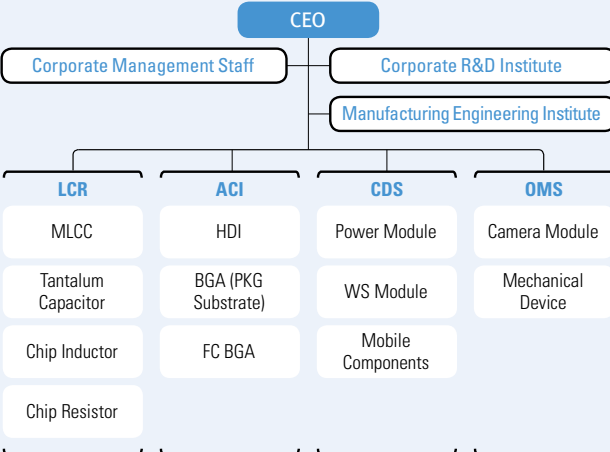 CEO
Corporate Management Staff
Corporate R&D Institute
Manufacturing Engineering Institute
LCR
MLCC
Tantalum
Capacitor
Chip Inductor
Chip Resistor
ACI
HDI
BGA (PKG
Substrate)
FC BGA
CDS
Power Module
WS Module
Mobile
Components
OMS
Camera Module
Mechanical
Device